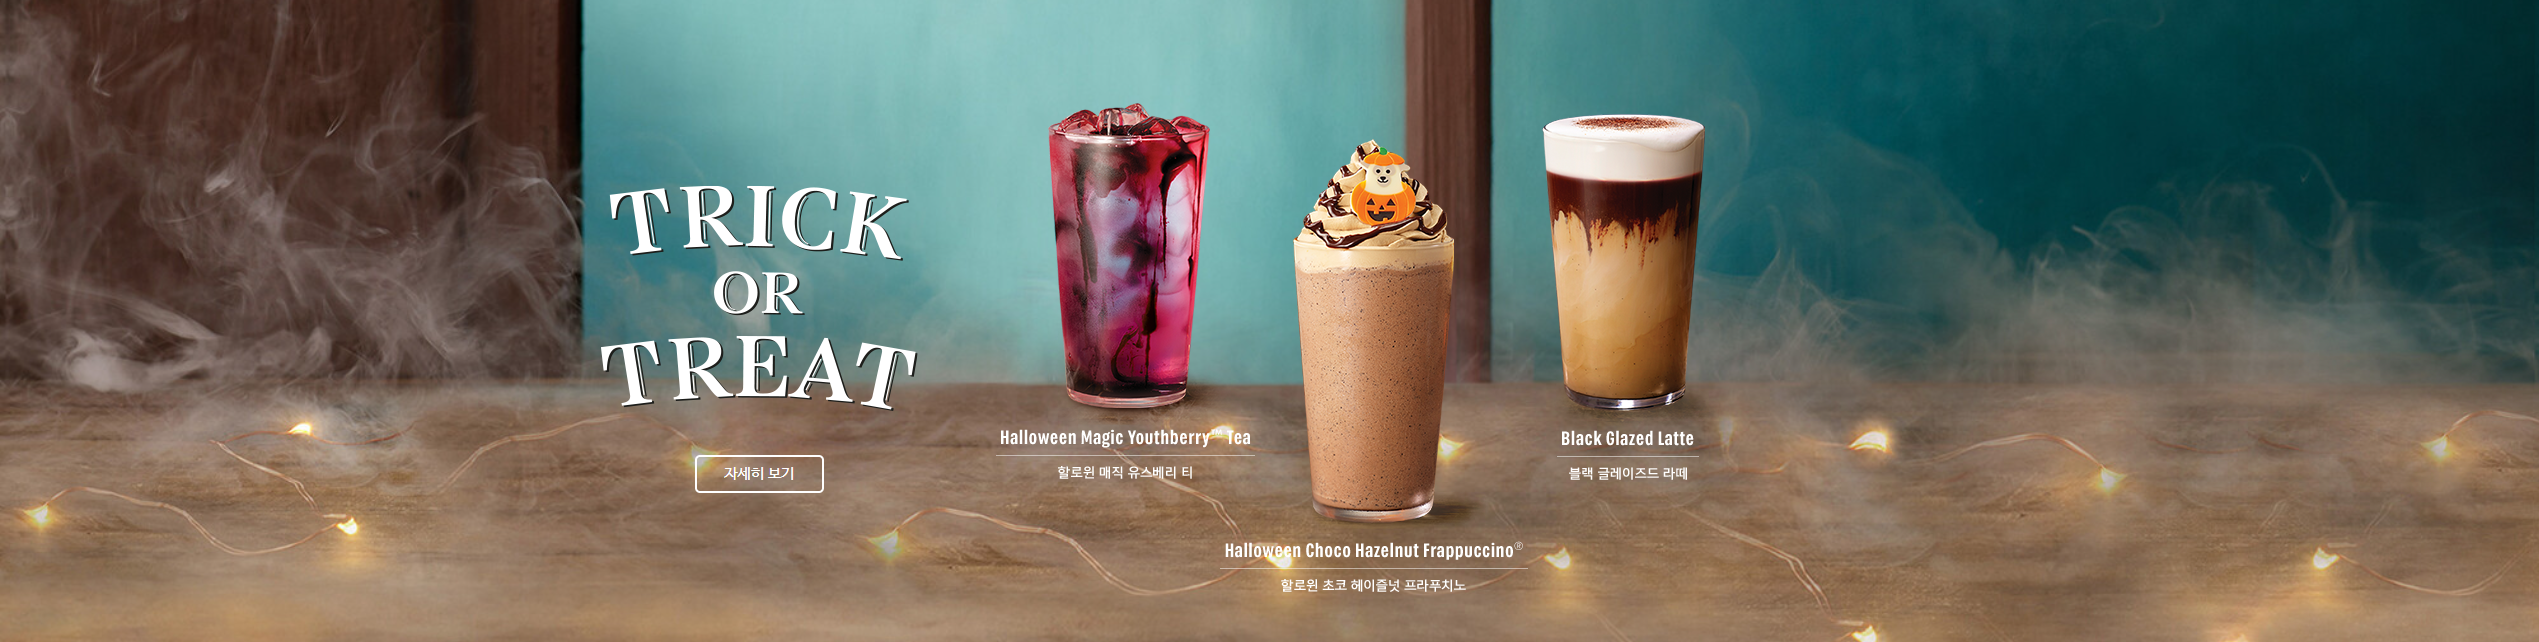 TRICK
OR
TREAT
자세히 보기
Halloween Magic Youthberry™ Tea
할로윈 매직 유스베리 티
Halloween Choco Hazelnut Frappuccino®
할로윈 초코 헤이즐넛 프라푸치노
Black Glazed Latte
블랙 글레이즈드 라떼